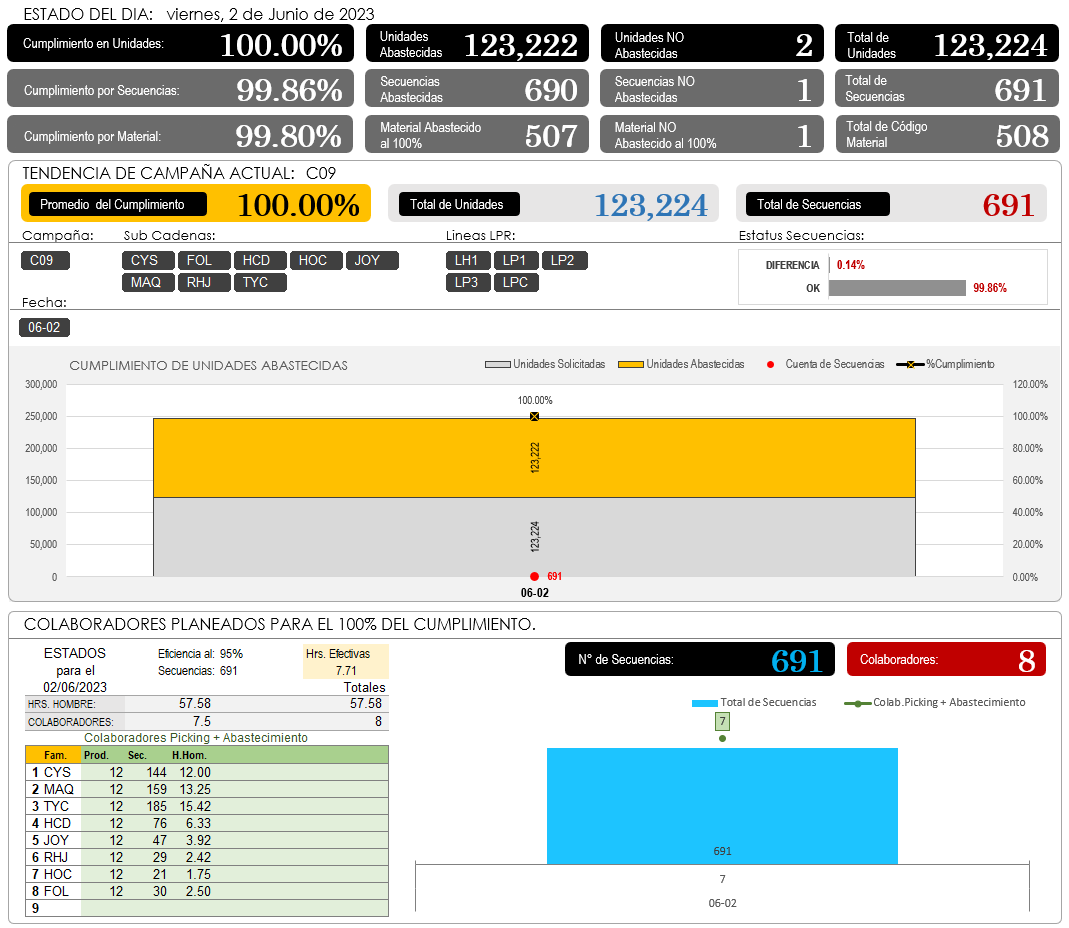 ESTADO DEL DIA: viernes, 2 de Junio de 2023
Cumplimiento en Unidades: 100.00%
Unidades Abastecidas 123,222
Unidades NO Abastecidas 2
Total de Unidades 123,224
Cumplimiento por Secuencias: 99.86%
Secuencias Abastecidas 690
Secuencias NO Abastecidas 1
Total de Secuencias 691
Cumplimiento por Material: 99.80%
Material Abastecido al 100% 507
Material NO Abastecido al 100% 1
Total de Código Material 508
TENDENCIA DE CAMPAÑA ACTUAL: C09
Promedio del Cumplimiento 100.00%
Total de Unidades 123,224
Total de Secuencias 691
Campaña: Sub Cadenas: Lineas LPR: Estatus Secuencias:
C09 CYS FOL HCD HOC JOY LH1 LP1 LP2
MAQ RHJ TYC LP3 LPC
DIFERENCIA 0.14%
OK 99.86%
Fecha:
06-02
CUMPLIMIENTO DE UNIDADES ABASTECIDAS
Unidades Solicitadas Unidades Abastecidas Cuenta de Secuencias %Cumplimiento
300,000 120.00%
100.00%
250,000 100.00%
123,222
200,000 80.00%
150,000 60.00%
100,000 40.00%
123,224
50,000 20.00%
0 691 0.00%
06-02
COLABORADORES PLANEADOS PARA EL 100% DEL CUMPLIMIENTO.
ESTADOS Eficiencia al: 95% Hrs. Efectivas
para el Secuencias: 691 7.71
02/06/2023 Totales
HRS. HOMBRE: 57.58 57.58
COLABORADORES: 7.5 8
Colaboradores Picking + Abastecimiento
Fam. Prod. Sec. H.Hom.
1 CYS 12 144 12.00
2 MAQ 12 159 13.25
3 TYC 12 185 15.42
4 HCD 12 76 6.33
5 JOY 12 47 3.92
6 RHJ 12 29 2.42
7 HOC 12 21 1.75
8 FOL 12 30 2.50
9
N° de Secuencias: 691
Colaboradores: 8
Total de Secuencias Colab.Picking + Abastecimiento
7
691
7
06-02